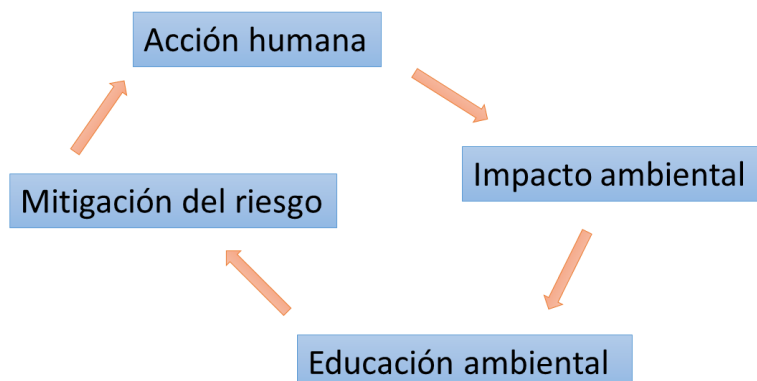 Acción humana
Impacto ambiental
Educación ambiental
Mitigación del riesgo